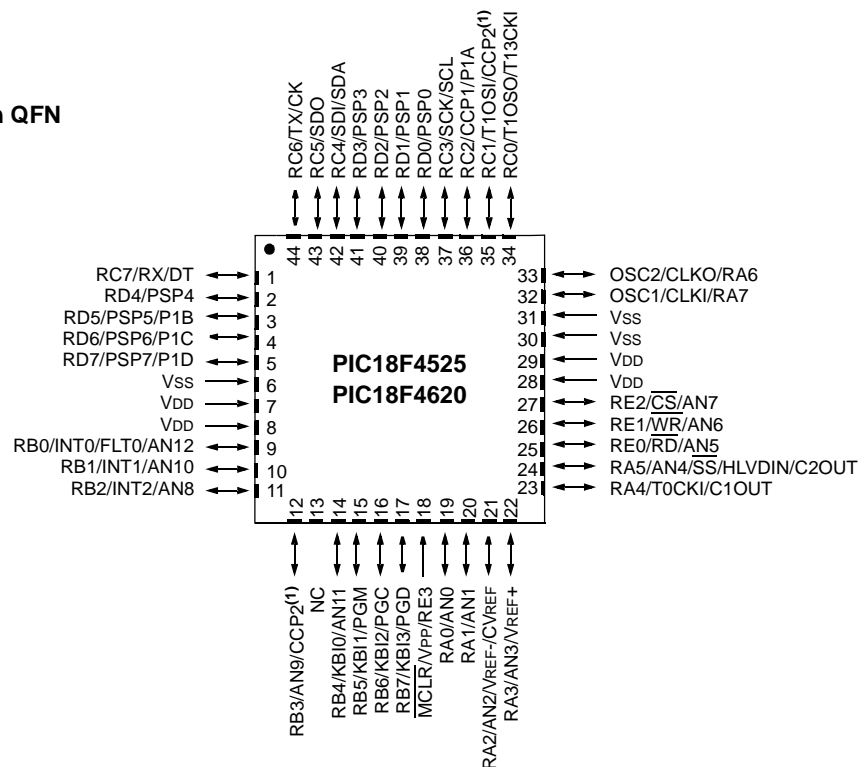 QFN
RC6/TX/CK
RC5/SDO
RC4/SDI/SDA
RD3/PSP3
RD2/PSP2
RD1/PSP1
RD0/PSP0
RC3/SCK/SCL
RC2/CCP1/P1A
RC1/T1OSI/CCP2(1)
RC0/T1OSO/T13CKI
44
43
42
41
40
39
38
37
36
35
34
RC7/RX/DT
RD4/PSP4
RD5/PSP5/P1B
RD6/PSP6/P1C
RD7/PSP7/P1D
VSS
VDD
VDD
RB0/INT0/FLT0/AN12
RB1/INT1/AN10
RB2/INT2/AN8
1
2
3
4
5
6
7
8
9
10
11
PIC18F4525
PIC18F4620
33
32
31
30
29
28
27
26
25
24
23
OSC2/CLKO/RA6
OSC1/CLKI/RA7
VSS
VSS
VDD
VDD
RE2/CS/AN7
RE1/WR/AN6
RE0/RD/AN5
RA5/AN4/SS/HLVDIN/C2OUT
RA4/T0CKI/C1OUT
12
13
14
15
16
17
18
19
20
21
22
RB3/AN9/CCP2(1)
NC
RB4/KBI0/AN11
RB5/KBI1/PGM
RB6/KBI2/PGC
RB7/KBI3/PGD
MCLR/VPP/RE3
RA0/AN0
RA1/AN1
RA2/AN2/VREF-/CVREF
RA3/AN3/VREF+